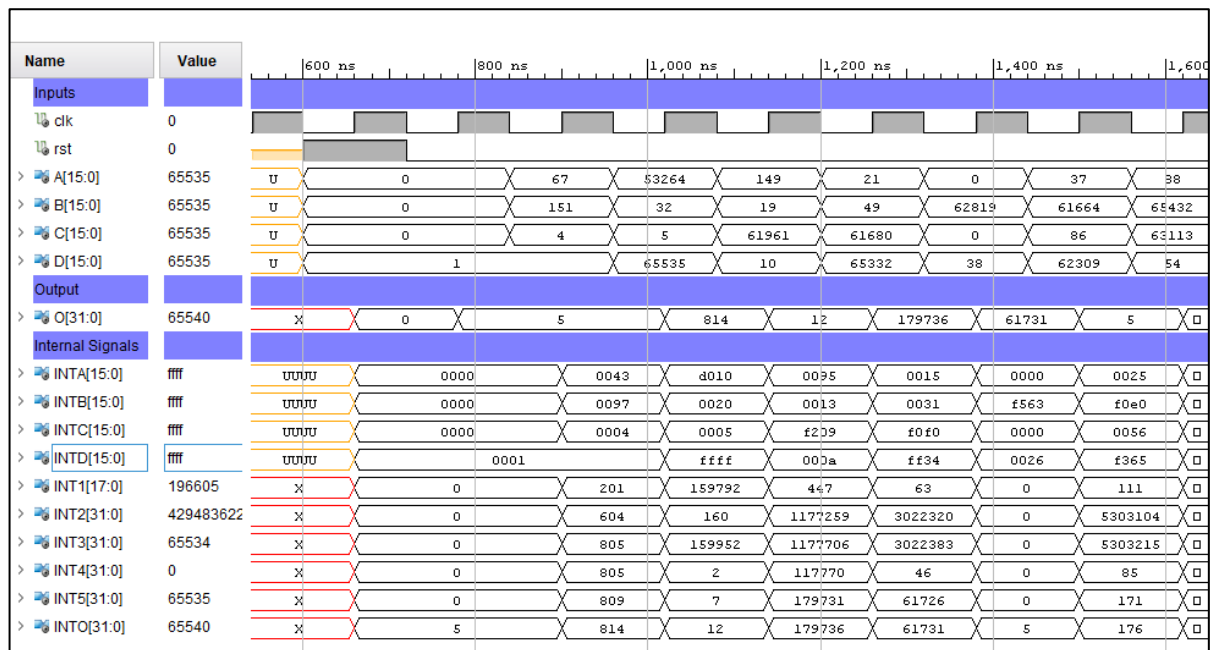 Name Value 600 ns 800 ns 1,000 ns 1,200 ns 1,400 ns 1,600
Inputs
clk 0
rst 0
A[15:0] 65535 U 0 67 53264 149 21 0 37 88
B[15:0] 65535 U 0 151 32 19 49 62819 61664 65432
C[15:0] 65535 U 0 4 5 61961 61680 0 86 63113
D[15:0] 65535 U 1 65535 10 65332 38 62309 54
Output
O[31:0] 65540 X 0 5 814 12 179736 61731 5
Internal Signals
INTA[15:0] ffff UUUU 0000 0043 d010 0095 0015 0000 0025
INTB[15:0] ffff UUUU 0000 0097 0020 0013 0031 f563 f0e0
INTC[15:0] ffff UUUU 0000 0004 0005 f209 f0f0 0000 0056
INTD[15:0] ffff UUUU 0001 ffff 000a ff34 0026 f365
INT1[17:0] 196605 X 0 201 159792 447 63 0 111
INT2[31:0] 429483622 X 0 604 160 1177259 3022320 0 5303104
INT3[31:0] 65534 X 0 805 159952 1177706 3022383 0 5303215
INT4[31:0] 0 X 0 805 2 117770 46 0 85
INT5[31:0] 65535 X 0 809 7 179731 61726 0 171
INTO[31:0] 65540 X 5 814 12 179736 61731 5 176